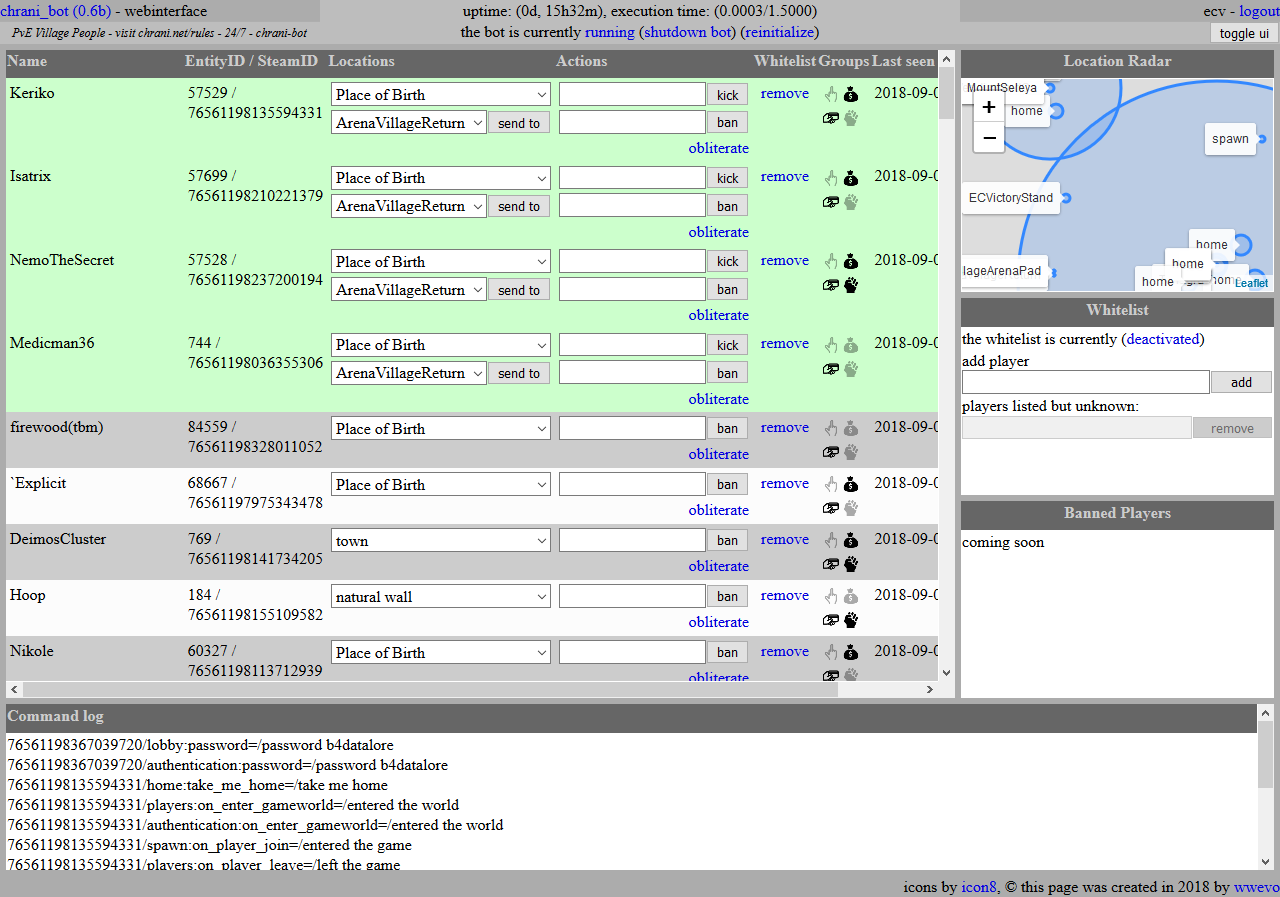 chrani_bot (0.6b) - webinterface
PvE Village People - visit chrani.net/rules - 24/7 - chrani-bot
uptime: (0d, 15h32m), execution time: (0.0003/1.5000)
the bot is currently running (shutdown bot) (reinitialize)
ecv - logout
toggle ui
Name EntityID / SteamID Locations Actions Whitelist Groups Last seen
Keriko 57529 / Place of Birth kick remove 2018-09-0
76561198135594331 ArenaVillageReturn send to ban
obliterate
Isatrix 57699 / Place of Birth kick remove 2018-09-0
76561198210221379 ArenaVillageReturn send to ban
obliterate
NemoTheSecret 57528 / Place of Birth kick remove 2018-09-0
76561198237200194 ArenaVillageReturn send to ban
obliterate
Medicman36 744 / Place of Birth kick remove 2018-09-0
76561198036355306 ArenaVillageReturn send to ban
obliterate
firewood(tbm) 84559 / Place of Birth ban remove 2018-09-0
76561198328011052 obliterate
`Explicit 68667 / Place of Birth ban remove 2018-09-0
76561197975343478 obliterate
DeimosCluster 769 / town ban remove 2018-09-0
76561198141734205 obliterate
Hoop 184 / natural wall ban remove 2018-09-0
76561198155109582 obliterate
Nikole 60327 / Place of Birth ban remove 2018-09-0
76561198113712939 obliterate
Location Radar
MountSeleya
+
home
−
spawn
ECVictoryStand
home
home
lageArenaPad
home
hom
Leaflet
Whitelist
the whitelist is currently (deactivated)
add player
add
players listed but unknown:
remove
Banned Players
coming soon
Command log
76561198367039720/lobby:password=/password b4datalore
76561198367039720/authentication:password=/password b4datalore
76561198135594331/home:take_me_home=/take me home
76561198135594331/players:on_enter_gameworld=/entered the world
76561198135594331/authentication:on_enter_gameworld=/entered the world
76561198135594331/spawn:on_player_join=/entered the game
76561198135594331/players:on_player_leave=/left the game
icons by icon8, © this page was created in 2018 by wwevo